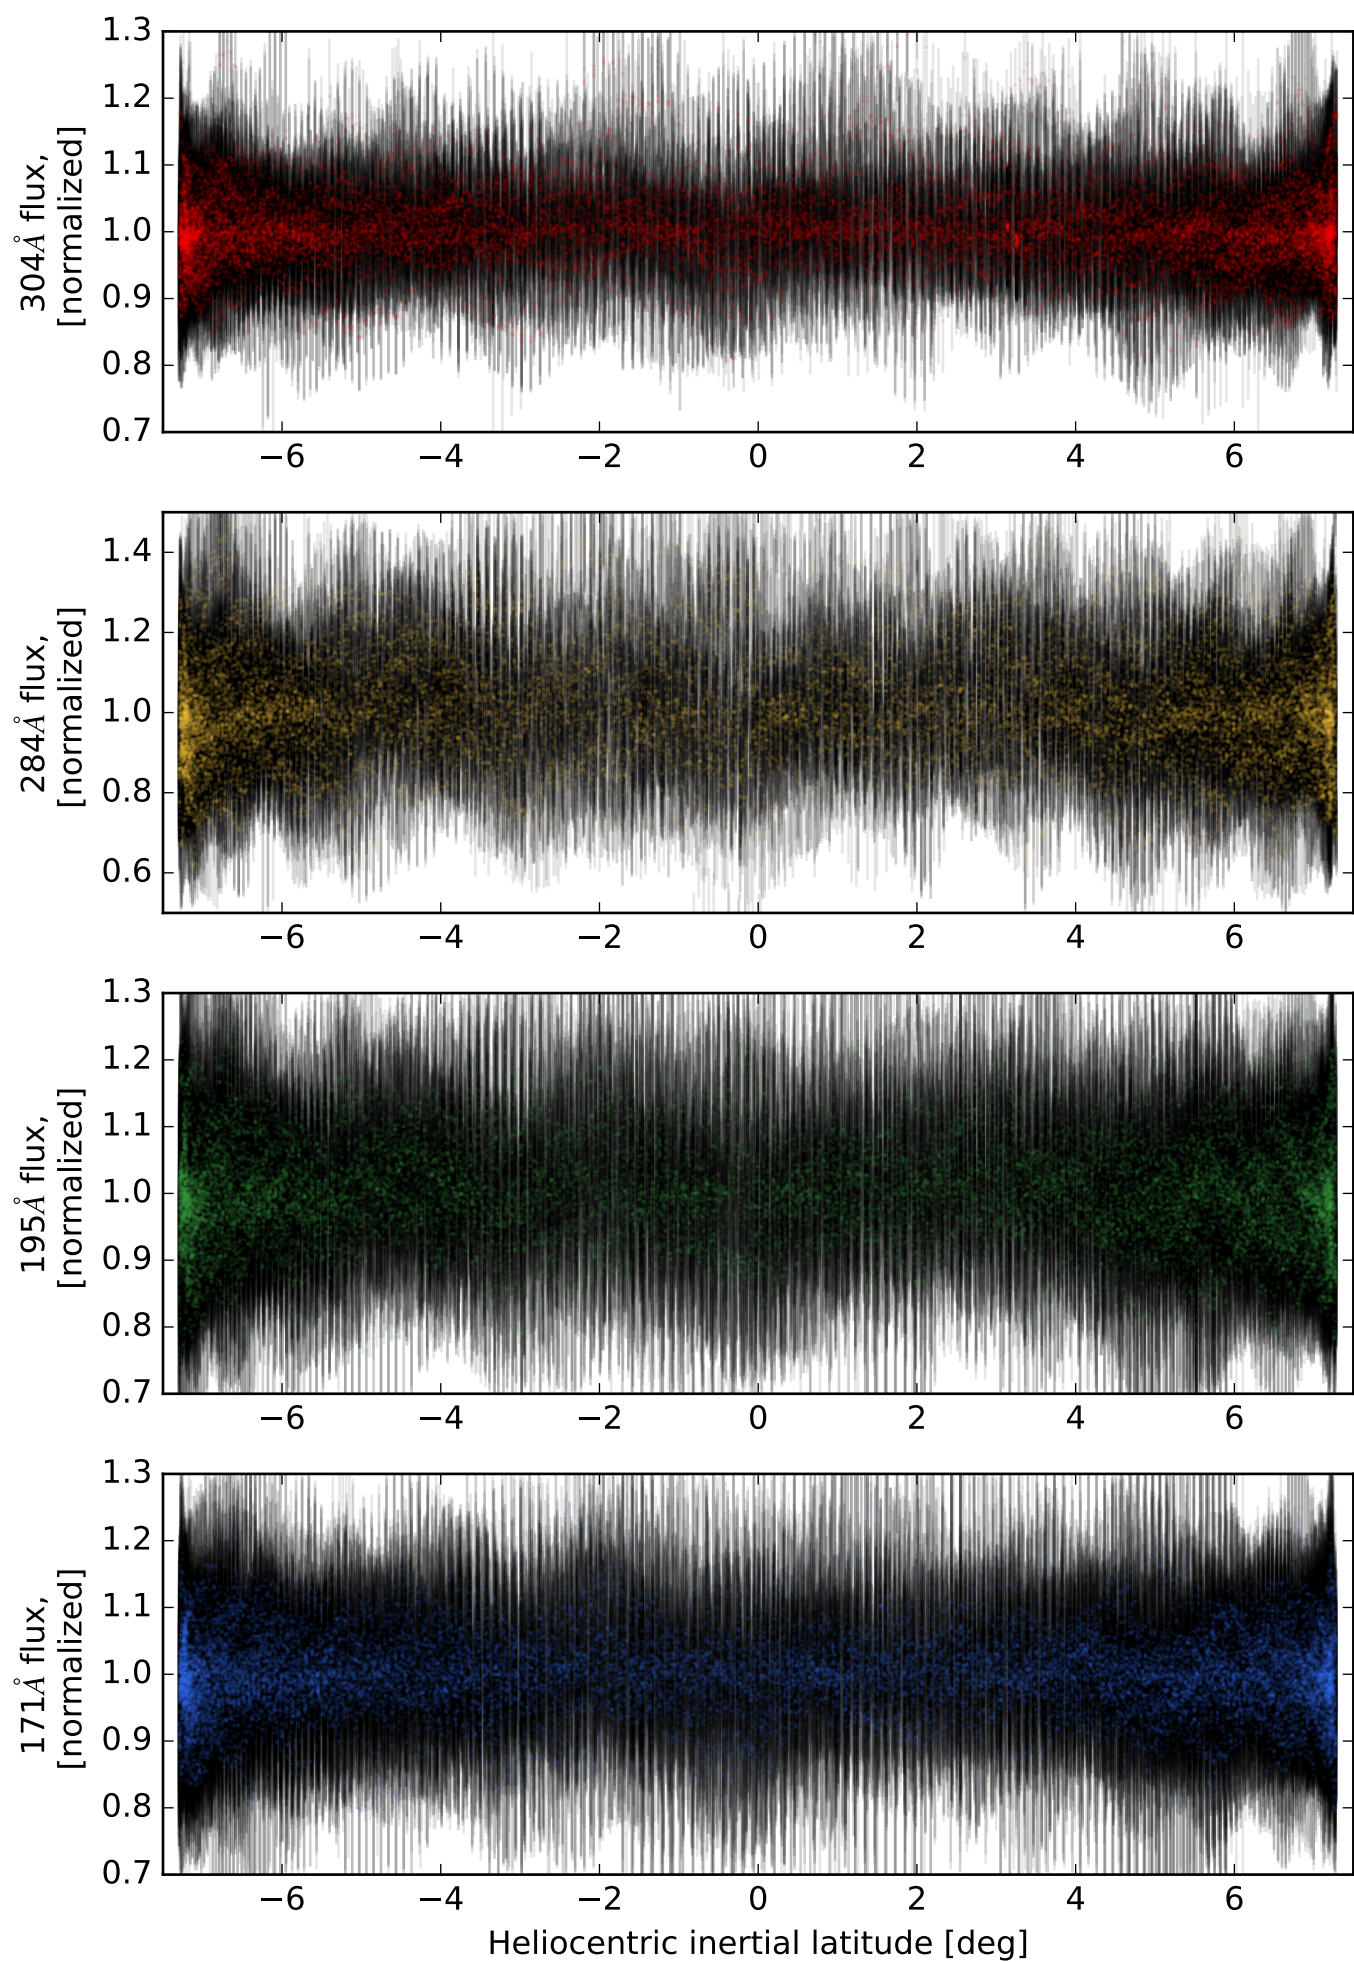 304Å flux,
[normalized]
1.3
1.2
1.1
1.0
0.9
0.8
0.7
−6 −4 −2 0 2 4 6
284Å flux,
[normalized]
1.4
1.2
1.0
0.8
0.6
−6 −4 −2 0 2 4 6
195Å flux,
[normalized]
1.3
1.2
1.1
1.0
0.9
0.8
0.7
−6 −4 −2 0 2 4 6
171Å flux,
[normalized]
1.3
1.2
1.1
1.0
0.9
0.8
0.7
−6 −4 −2 0 2 4 6
Heliocentric inertial latitude [deg]